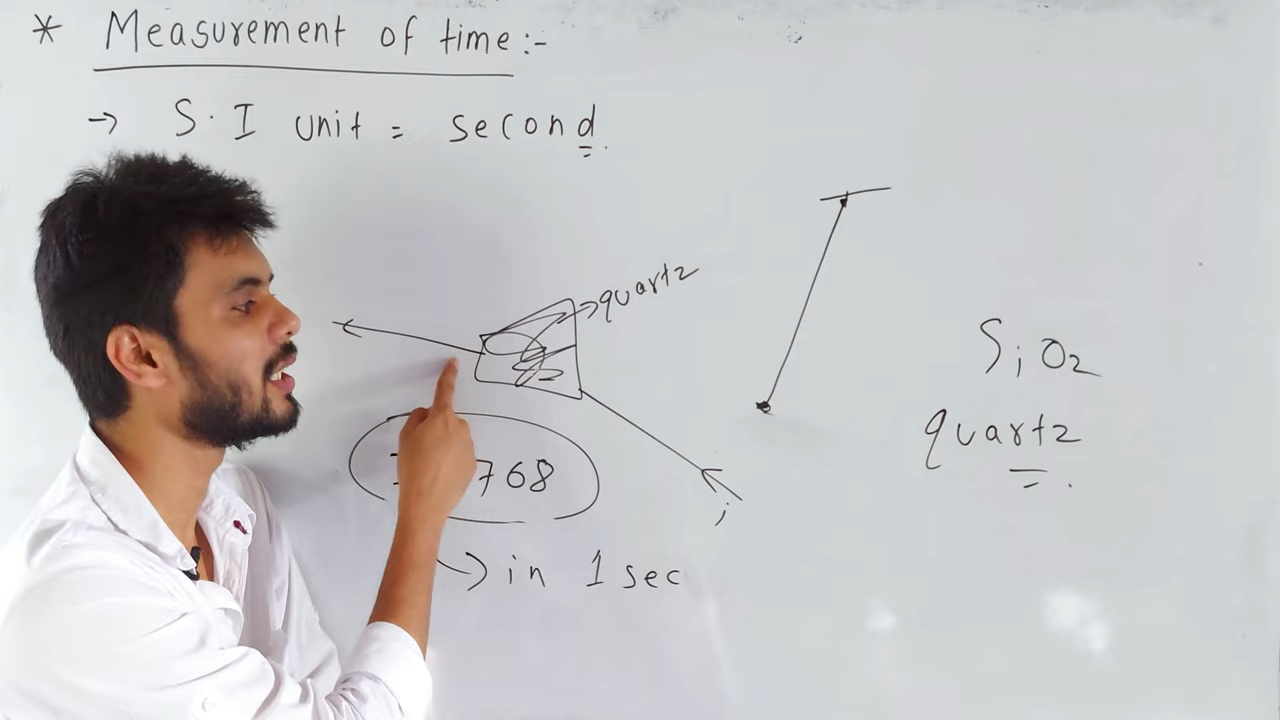 * Measurement of time:-
→ S.I unit = second.
→quartz
SiO2
quartz
768
i
→ in 1 sec